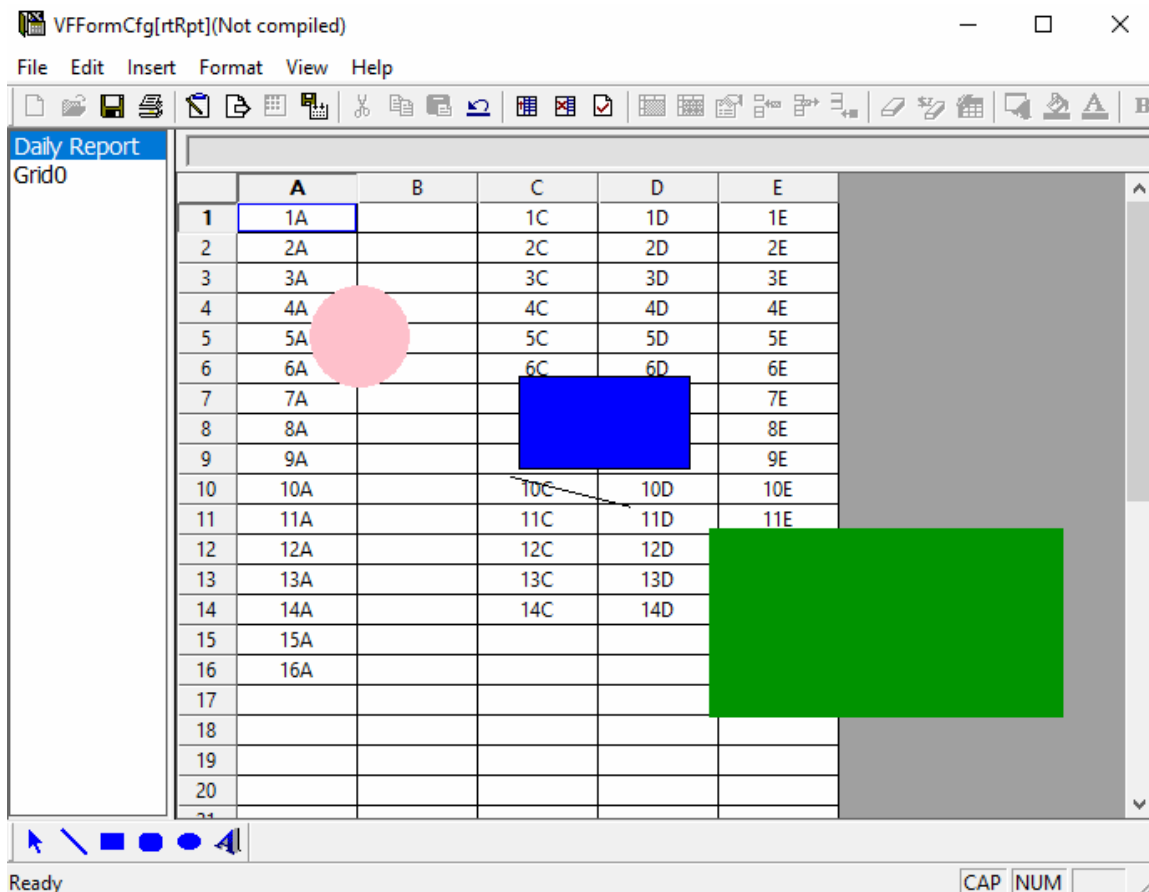 VFFormCfg[rtRpt](Not compiled)
File Edit Insert Format View Help
Daily Report
Grid0
A B C D E
1 1A 1C 1D 1E
2 2A 2C 2D 2E
3 3A 3C 3D 3E
4 4A 4C 4D 4E
5 5A 5C 5D 5E
6 6A 6C 6D 6E
7 7A 7E
8 8A 8E
9 9A 9E
10 10A 10C 10D 10E
11 11A 11C 11D 11E
12 12A 12C 12D
13 13A 13C 13D
14 14A 14C 14D
15 15A
16 16A
17
18
19
20
21
Ready CAP NUM